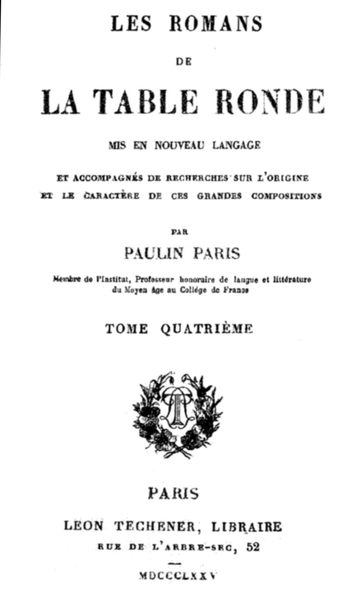 LES ROMANS
DE
LA TABLE RONDE
MIS EN NOUVEAU LANGAGE
ET ACCOMPAGNÉS DE RECHERCHES SUR L'ORIGINE
ET LE CARACTÈRE DE CES GRANDES COMPOSITIONS
PAR
PAULIN PARIS
Membre de l'Institut, Professeur honoraire de langue et littérature
du Moyen âge au Collége de France
TOME QUATRIÈME
PARIS
LEON TECHENER, LIBRAIRE
RUE DE L'ARBRE-SEC, 52
MDCCCLXXV